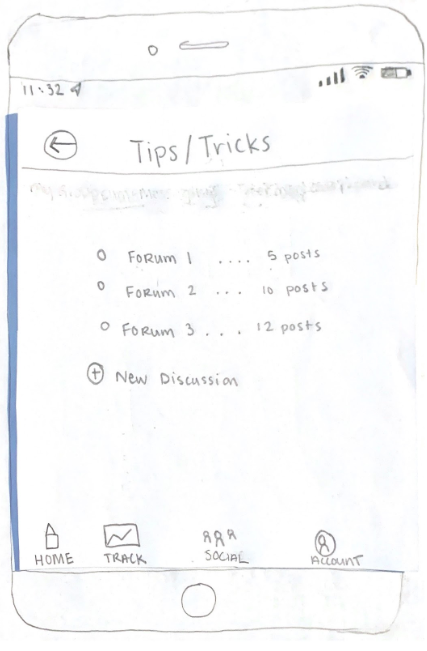 11:32
Tips/Tricks
Forum 1 .... 5 posts
Forum 2 ... 10 posts
Forum 3 ... 12 posts
New Discussion
HOME TRACK SOCIAL ACCOUNT